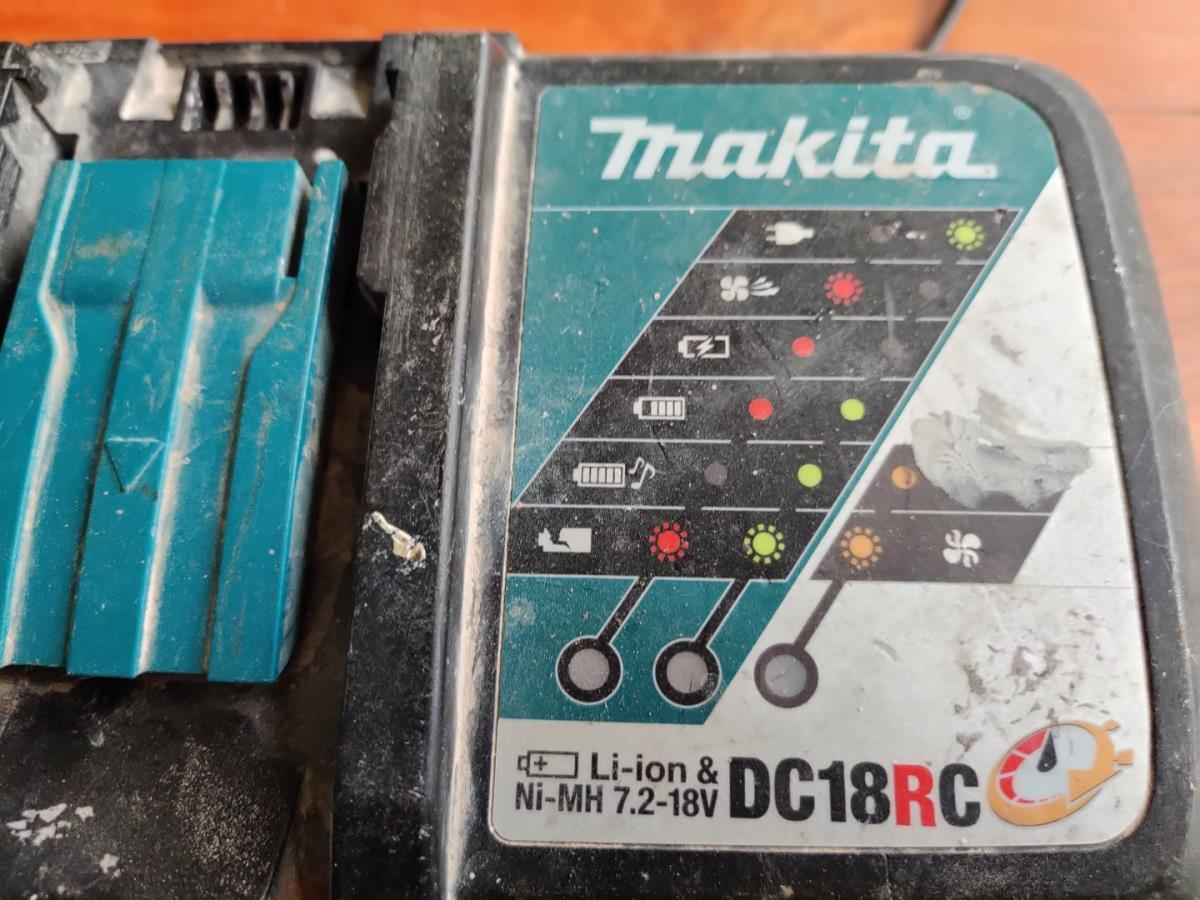 makita®
Li-ion &
Ni-MH 7.2-18V
DC18RC